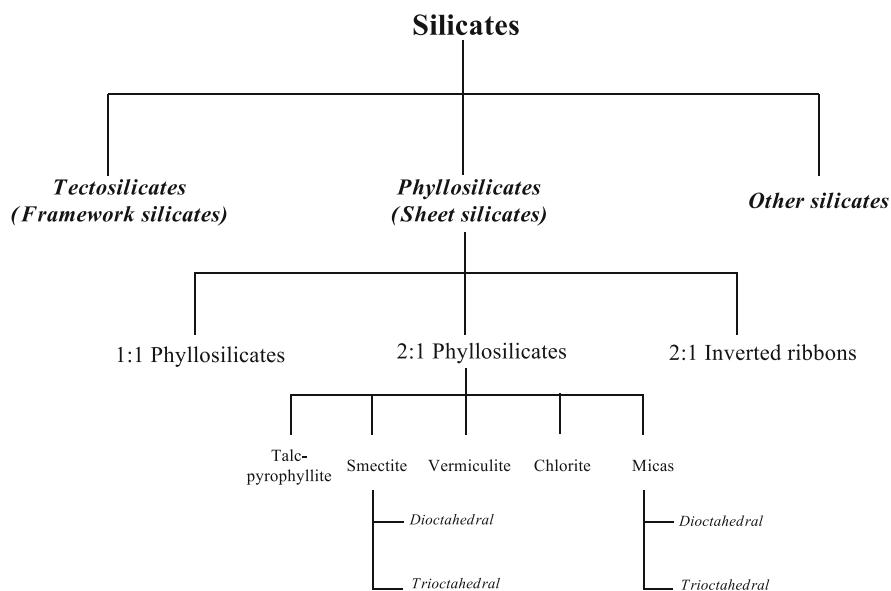 Silicates
Tectosilicates
(Framework silicates)
Phyllosilicates
(Sheet silicates)
Other silicates
1:1 Phyllosilicates
2:1 Phyllosilicates
2:1 Inverted ribbons
Talc-
pyrophyllite
Smectite
Vermiculite
Chlorite
Micas
Dioctahedral
Dioctahedral
Trioctahedral
Trioctahedral